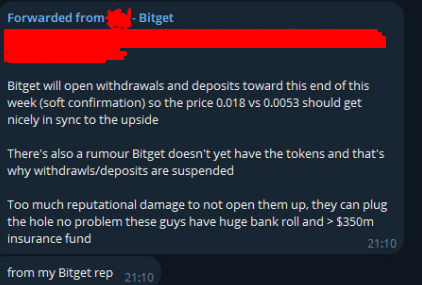 Forwarded from - Bitget
Bitget will open withdrawals and deposits toward this end of this
week (soft confirmation) so the price 0.018 vs 0.0053 should get
nicely in sync to the upside
There's also a rumour Bitget doesn't yet have the tokens and that's
why withdrawls/deposits are suspended
Too much reputational damage to not open them up, they can plug
the hole no problem these guys have huge bank roll and > $350m
insurance fund
21:10
from my Bitget rep 21:10